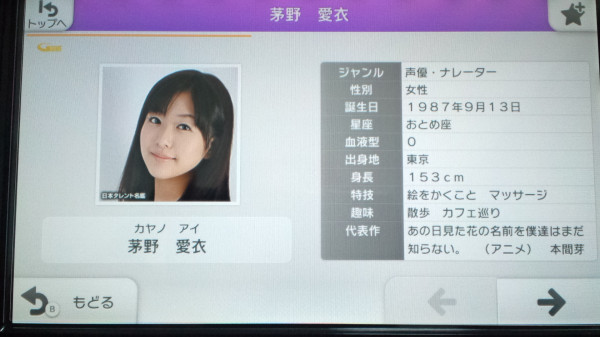 トップへ
茅野 愛衣
G
日本タレント名鑑
カヤノ アイ
茅野 愛衣
ジャンル 声優・ナレーター
性別 女性
誕生日 1987年9月13日
星座 おとめ座
血液型 O
出身地 東京
身長 153cm
特技 絵をかくこと マッサージ
趣味 散歩 カフェ巡り
代表作 あの日見た花の名前を僕達はまだ
知らない。 (アニメ) 本間芽
B もどる